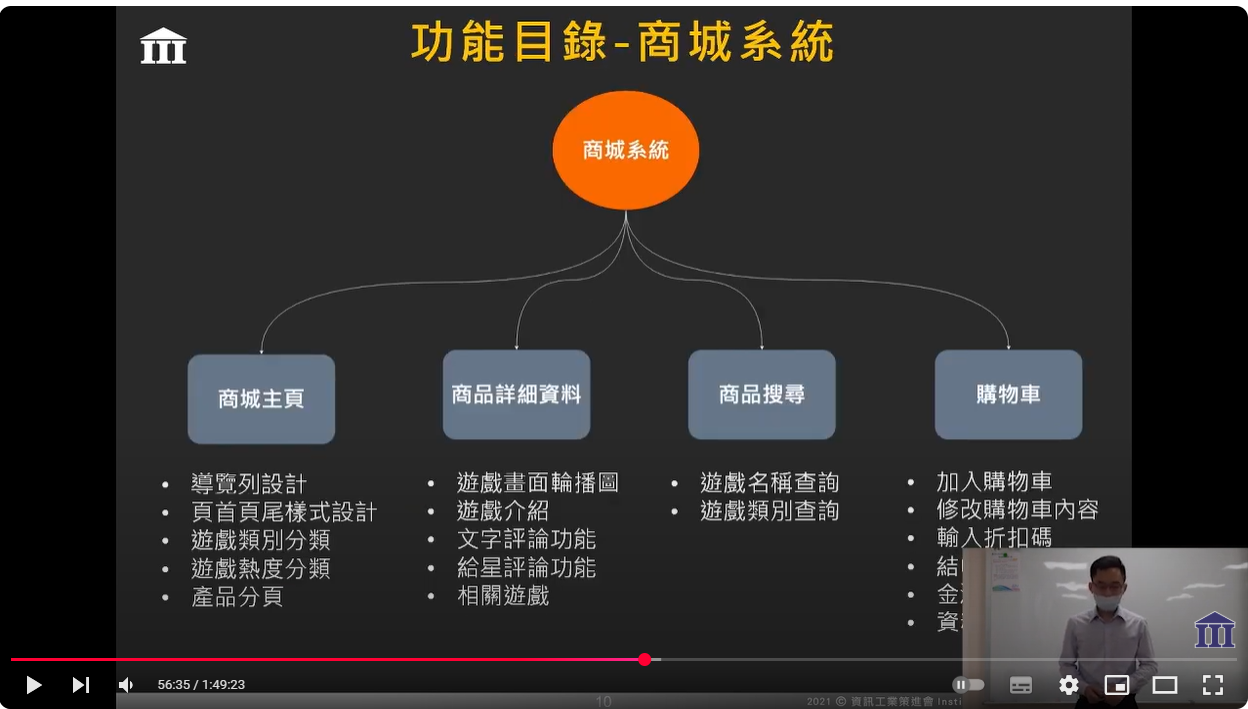 功能目錄-商城系統
商城系統
商城主頁
導覽列設計
頁首頁尾樣式設計
遊戲類別分類
遊戲熱度分類
產品分頁
商品詳細資料
遊戲畫面輪播圖
遊戲介紹
文字評論功能
給星評論功能
相關遊戲
商品搜尋
遊戲名稱查詢
遊戲類別查詢
購物車
加入購物車
修改購物車內容
輸入折扣碼
結
金
資
56:35 / 1:49:23
10
2021 © 資訊工業策進會 Insti